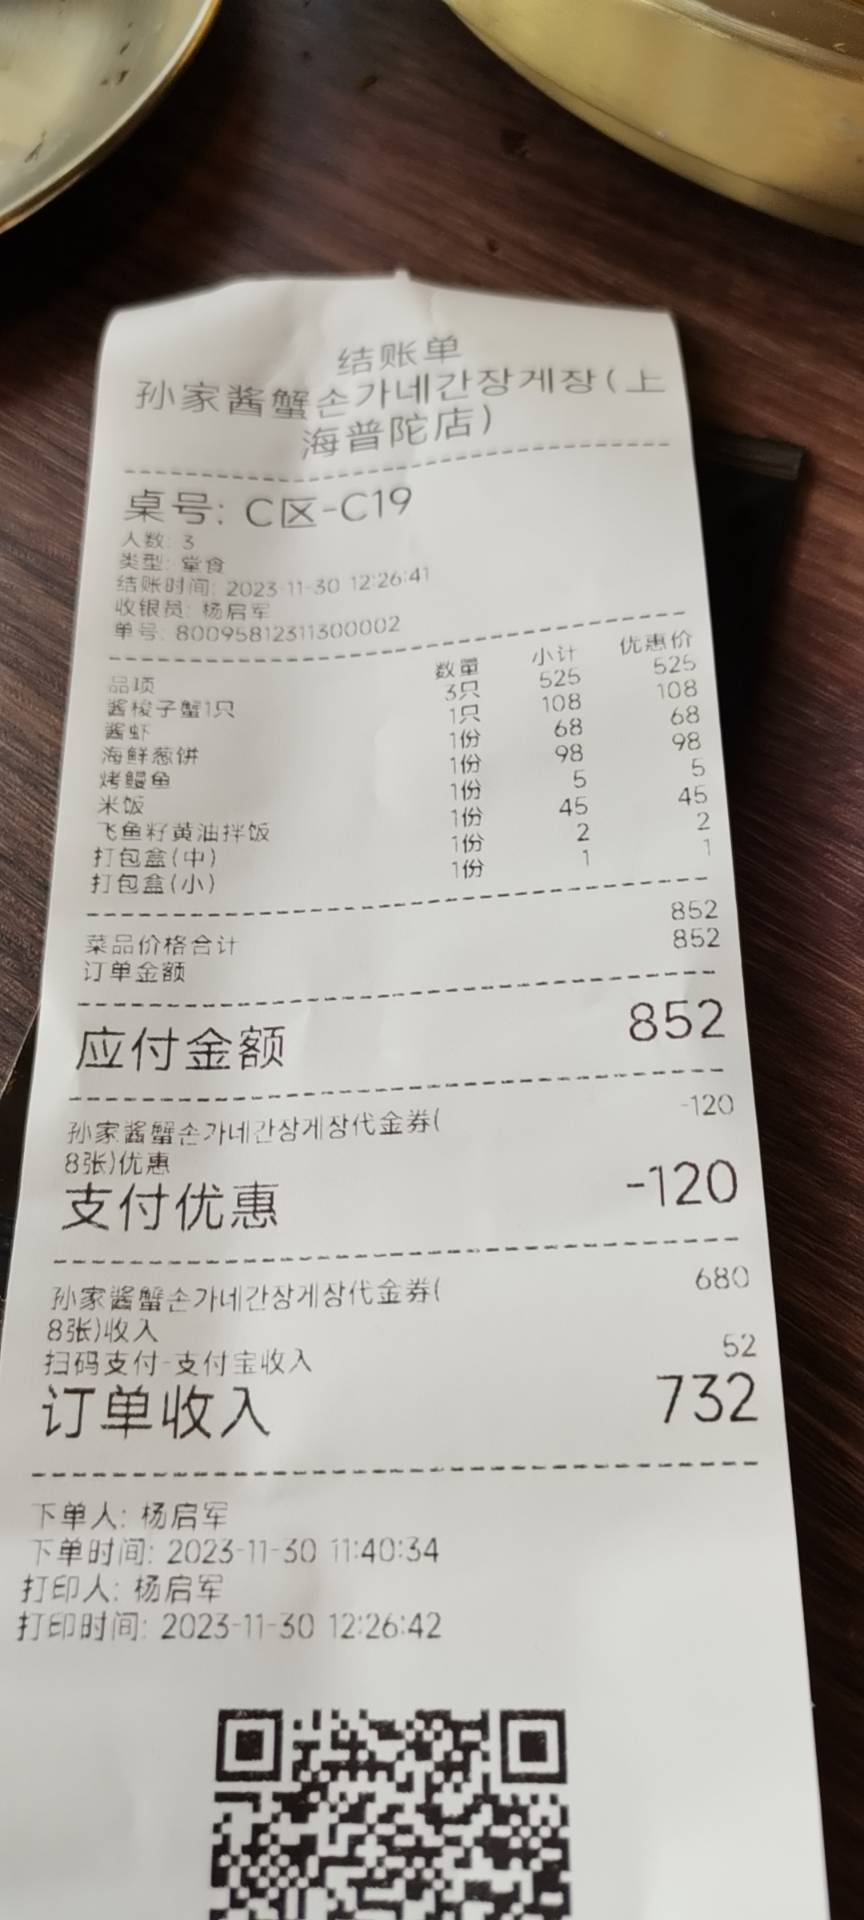 结账单
孙家酱蟹손가네간장게장(上
海普陀店)
桌号: C区-C19
人数: 3
类型: 堂食
结账时间: 2023-11-30 12:26:41
收银员: 杨启军
单号: 80095812311300002
品项 数量 小计 优惠价
酱梭子蟹1只 3只 525 525
酱虾 1只 108 108
海鲜葱饼 1份 68 68
烤鳗鱼 1份 98 98
米饭 1份 5 5
飞鱼籽黄油拌饭 1份 45 45
打包盒(中) 1份 2 2
打包盒(小) 1份 1 1
菜品价格合计 852
订单金额 852
应付金额 852
孙家酱蟹손가네간장게장代金券( -120
8张)优惠
支付优惠 -120
孙家酱蟹손가네간장게장代金券( 680
8张)收入
扫码支付-支付宝收入 52
订单收入 732
下单人: 杨启军
下单时间: 2023-11-30 11:40:34
打印人: 杨启军
打印时间: 2023-11-30 12:26:42